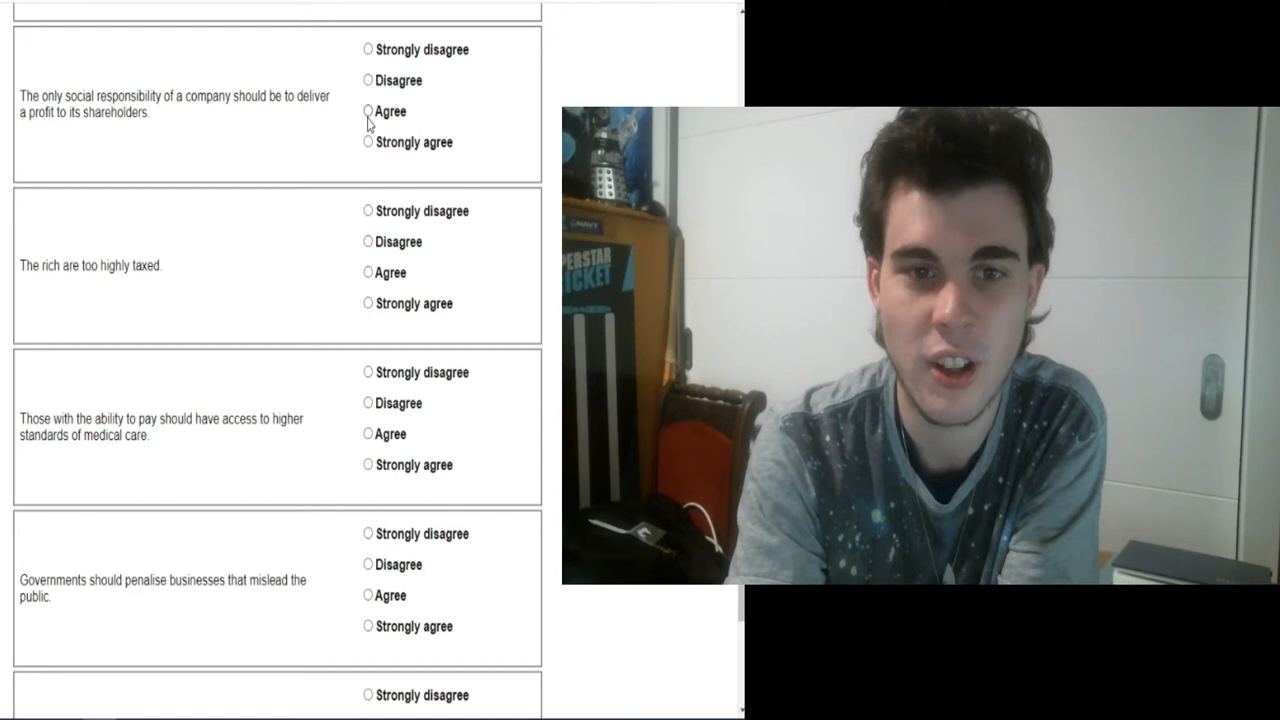 Strongly disagree
Disagree
The only social responsibility of a company should be to deliver
a profit to its shareholders.
Agree
Strongly agree
Strongly disagree
Disagree
The rich are too highly taxed.
Agree
Strongly agree
Strongly disagree
Disagree
Those with the ability to pay should have access to higher
standards of medical care.
Agree
Strongly agree
Strongly disagree
Disagree
Governments should penalise businesses that mislead the
public.
Agree
Strongly agree
Strongly disagree
NAVY
PERSTAR
ICKET